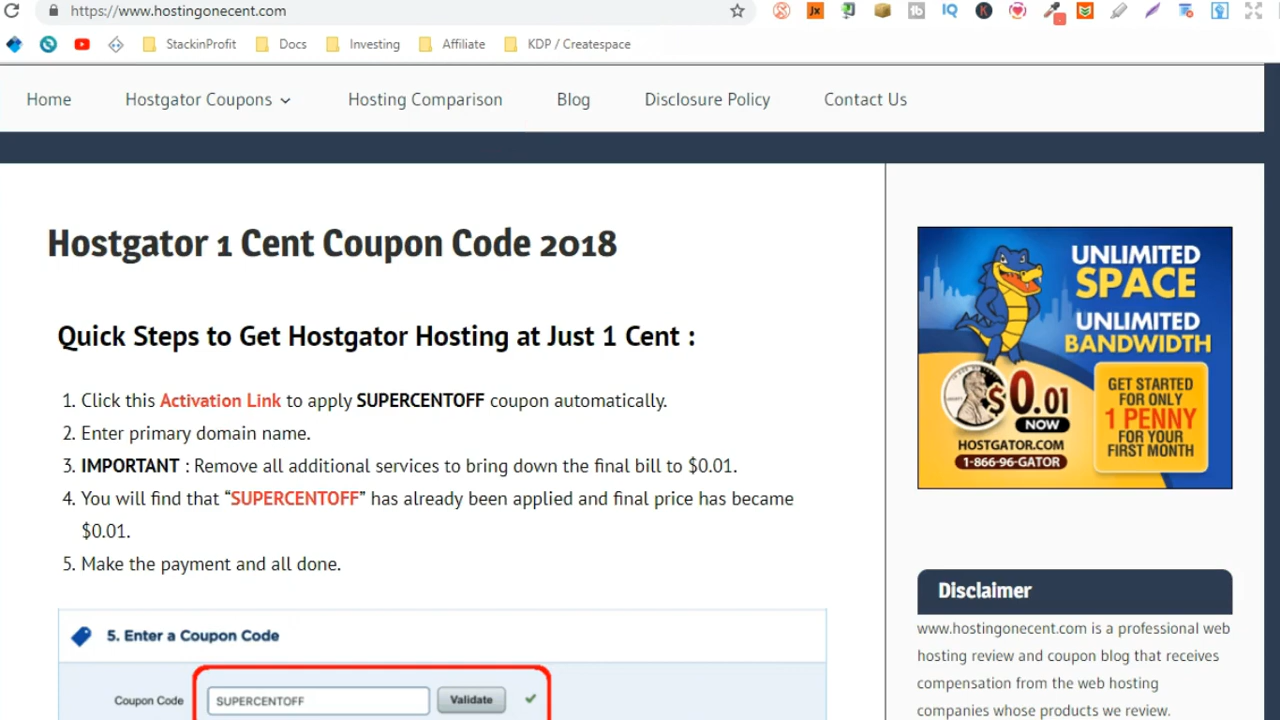 https://www.hostingonecent.com
StackinProfit Docs Investing Affiliate KDP / Createspace
Home Hostgator Coupons Hosting Comparison Blog Disclosure Policy Contact Us
Hostgator 1 Cent Coupon Code 2018
Quick Steps to Get Hostgator Hosting at Just 1 Cent :
1. Click this Activation Link to apply SUPERCENTOFF coupon automatically.
2. Enter primary domain name.
3. IMPORTANT : Remove all additional services to bring down the final bill to $0.01.
4. You will find that “SUPERCENTOFF” has already been applied and final price has became
$0.01.
5. Make the payment and all done.
5. Enter a Coupon Code
Coupon Code SUPERCENTOFF Validate
UNLIMITED
SPACE
UNLIMITED
BANDWIDTH
$0.01
NOW
HOSTGATOR.COM
1-866-96-GATOR
GET STARTED
FOR ONLY
1 PENNY
FOR YOUR
FIRST MONTH
Disclaimer
www.hostingonecent.com is a professional web
hosting review and coupon blog that receives
compensation from the web hosting
companies whose products we review.